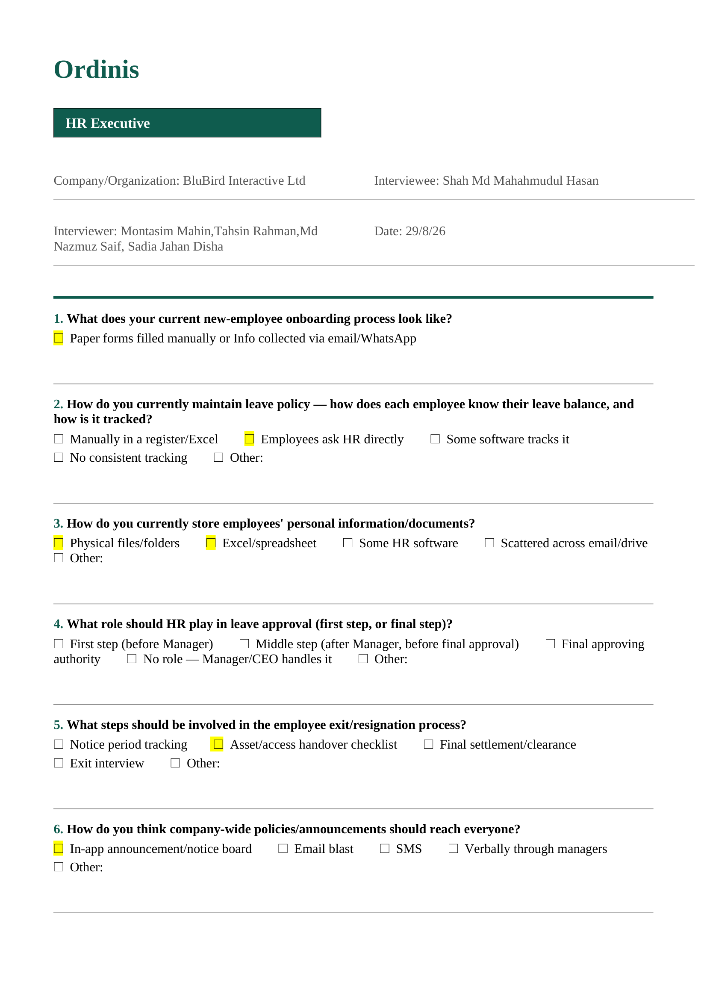 Ordinis
HR Executive
Company/Organization: BluBird Interactive Ltd Interviewee: Shah Md Mahahmudul Hasan
Interviewer: Montasim Mahin,Tahsin Rahman,Md Date: 29/8/26
Nazmuz Saif, Sadia Jahan Disha
1. What does your current new-employee onboarding process look like?
☐ Paper forms filled manually or Info collected via email/WhatsApp
2. How do you currently maintain leave policy — how does each employee know their leave balance, and
how is it tracked?
☐ Manually in a register/Excel ☐ Employees ask HR directly ☐ Some software tracks it
☐ No consistent tracking ☐ Other:
3. How do you currently store employees' personal information/documents?
☐ Physical files/folders ☐ Excel/spreadsheet ☐ Some HR software ☐ Scattered across email/drive
☐ Other:
4. What role should HR play in leave approval (first step, or final step)?
☐ First step (before Manager) ☐ Middle step (after Manager, before final approval) ☐ Final approving
authority ☐ No role — Manager/CEO handles it ☐ Other:
5. What steps should be involved in the employee exit/resignation process?
☐ Notice period tracking ☐ Asset/access handover checklist ☐ Final settlement/clearance
☐ Exit interview ☐ Other:
6. How do you think company-wide policies/announcements should reach everyone?
☐ In-app announcement/notice board ☐ Email blast ☐ SMS ☐ Verbally through managers
☐ Other: